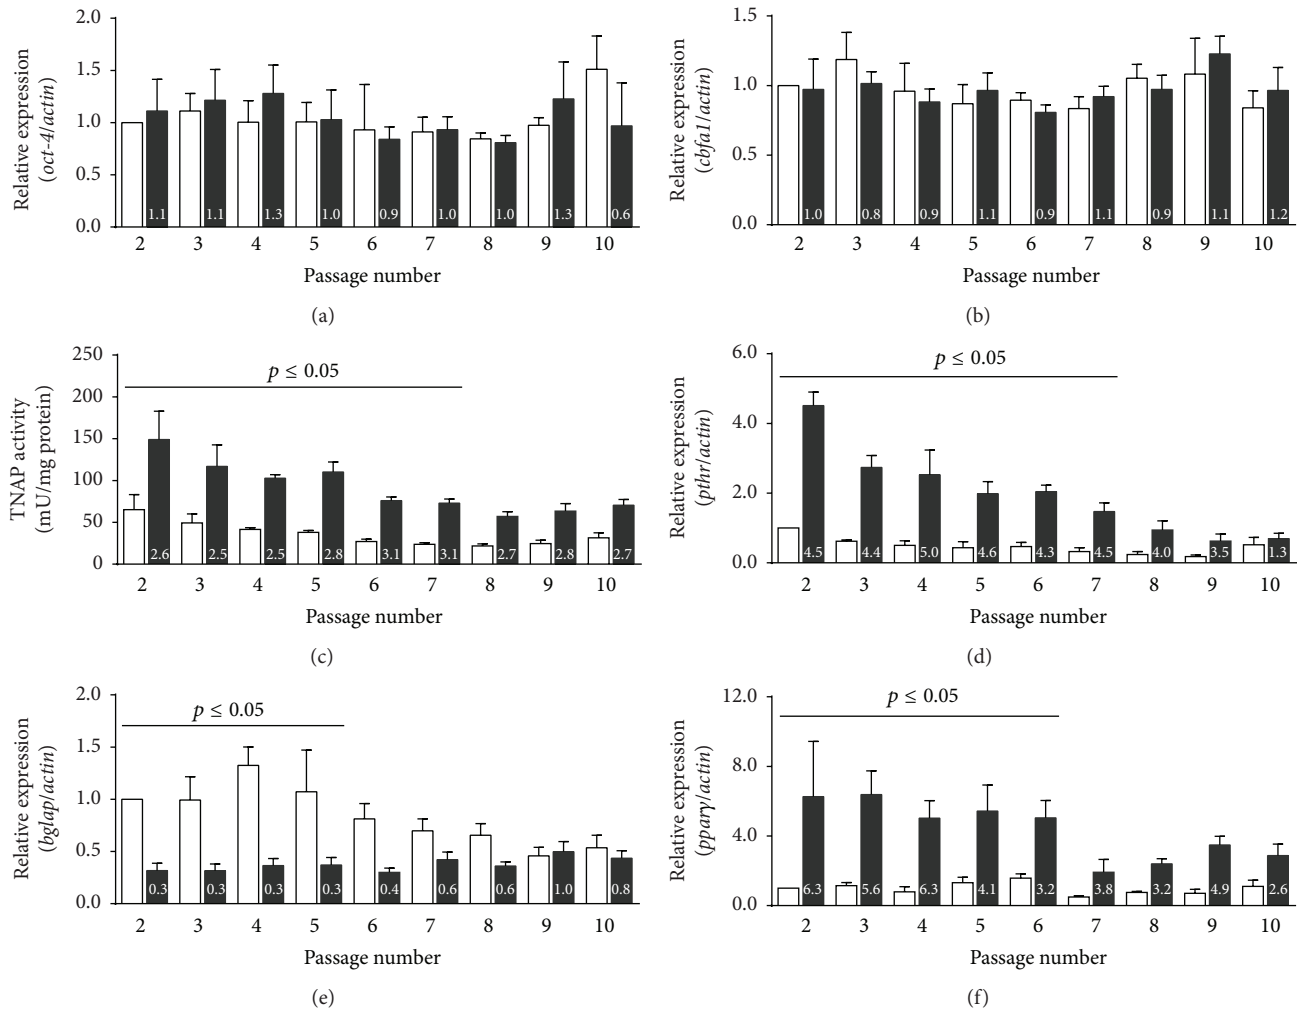 2.0
1.5
1.0
0.5
0.0
Relative expression
(oct-4/actin)
1.1 1.1 1.3 1.0 0.9 1.0 1.0 1.3 0.6
2 3 4 5 6 7 8 9 10
Passage number
(a)
1.5
1.0
0.5
0.0
Relative expression
(cbfa1/actin)
1.0 0.8 0.9 1.1 0.9 1.1 0.9 1.1 1.2
2 3 4 5 6 7 8 9 10
Passage number
(b)
250
200
150
100
50
0
TNAP activity
(mU/mg protein)
p ≤ 0.05
2.6 2.5 2.5 2.8 3.1 3.1 2.7 2.8 2.7
2 3 4 5 6 7 8 9 10
Passage number
(c)
6.0
4.0
2.0
0.0
Relative expression
(pthr/actin)
p ≤ 0.05
4.5 4.4 5.0 4.6 4.3 4.5 4.0 3.5 1.3
2 3 4 5 6 7 8 9 10
Passage number
(d)
2.0
1.5
1.0
0.5
0.0
Relative expression
(bglap/actin)
p ≤ 0.05
0.3 0.3 0.3 0.3 0.4 0.6 0.6 1.0 0.8
2 3 4 5 6 7 8 9 10
Passage number
(e)
12.0
8.0
4.0
0.0
Relative expression
(pparγ/actin)
p ≤ 0.05
6.3 5.6 6.3 4.1 3.2 3.8 3.2 4.9 2.6
2 3 4 5 6 7 8 9 10
Passage number
(f)